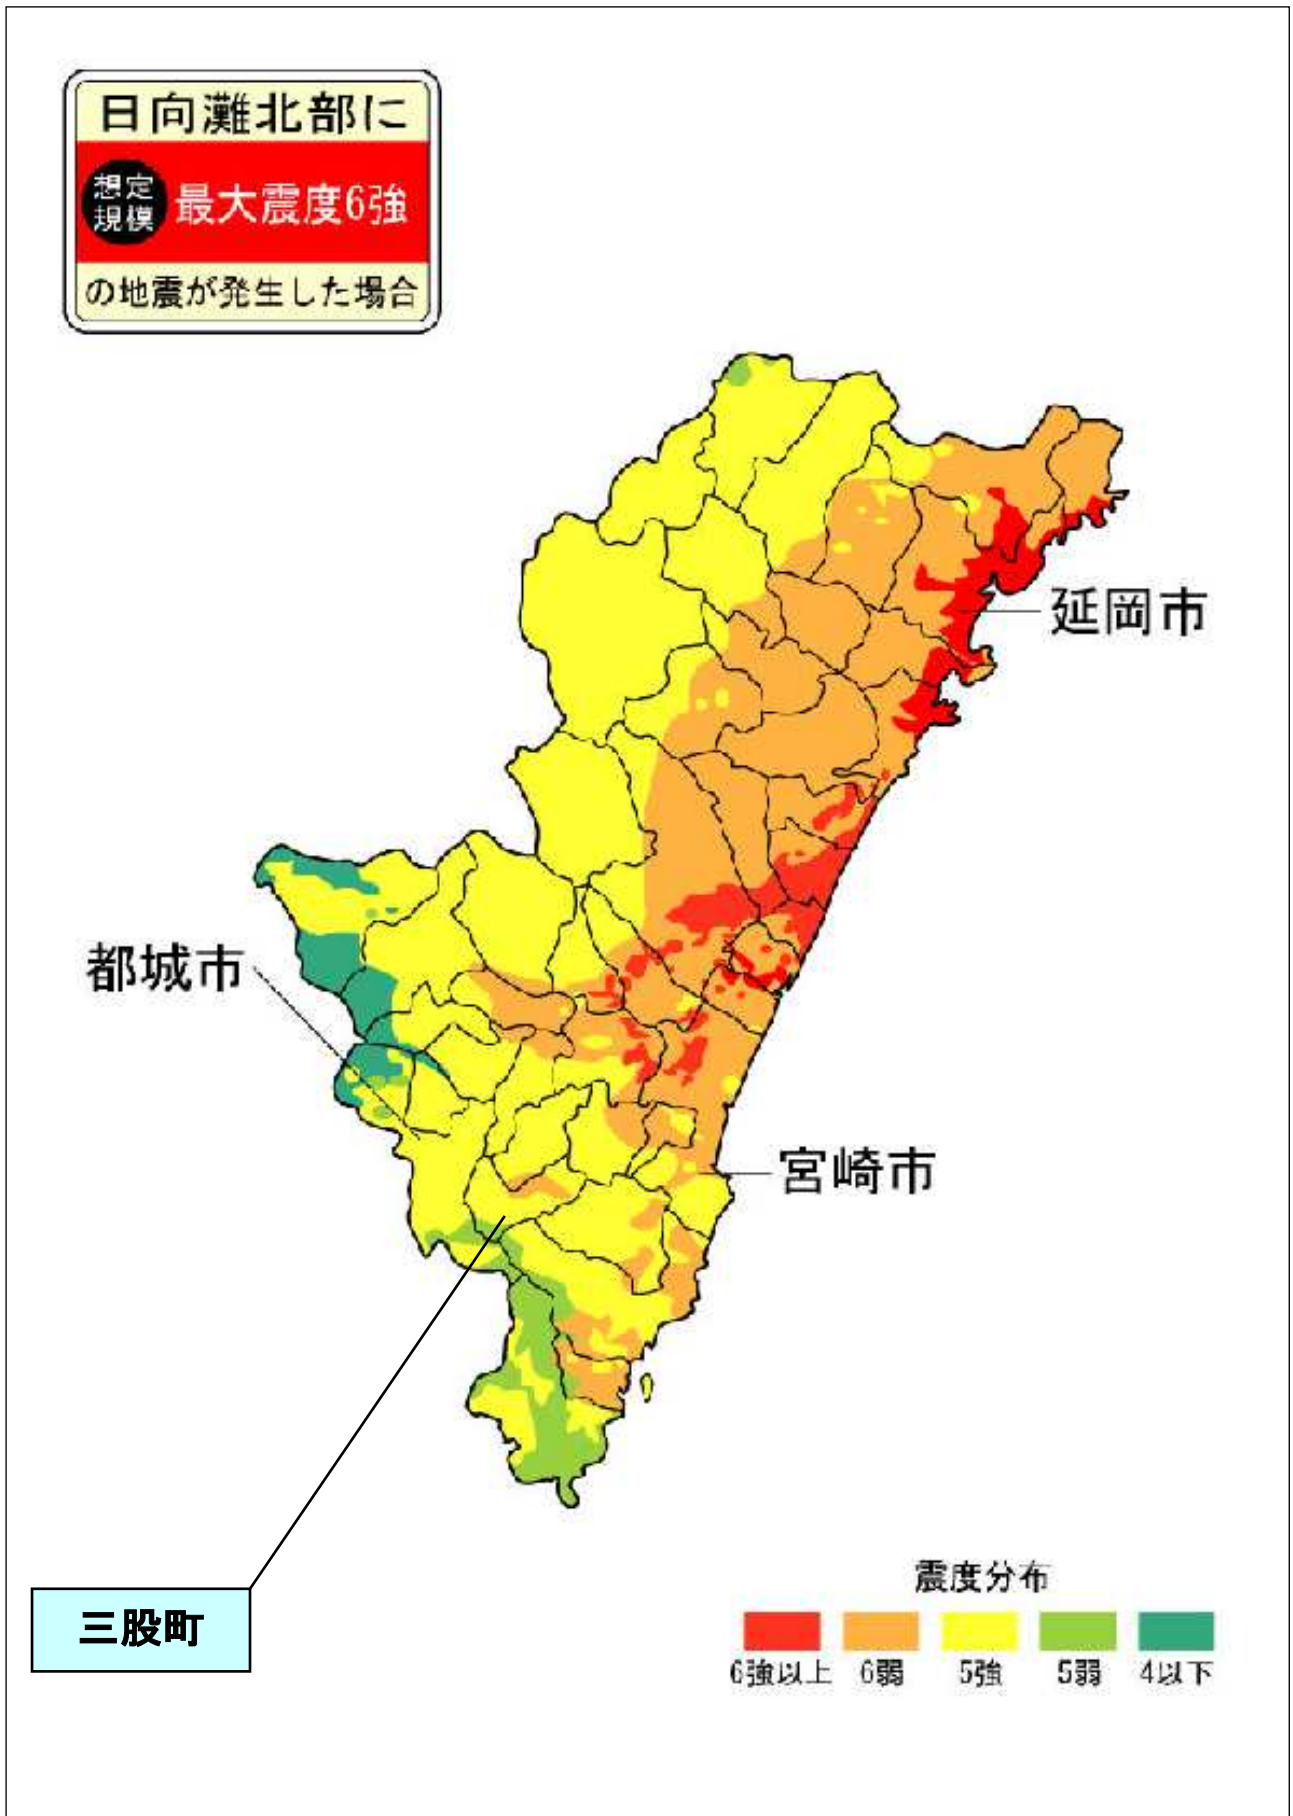 日向灘北部に
想定
規模
最大震度6強
の地震が発生した場合
延岡市
都城市
宮崎市
三股町
震度分布
6強以上 6弱 5強 5弱 4以下